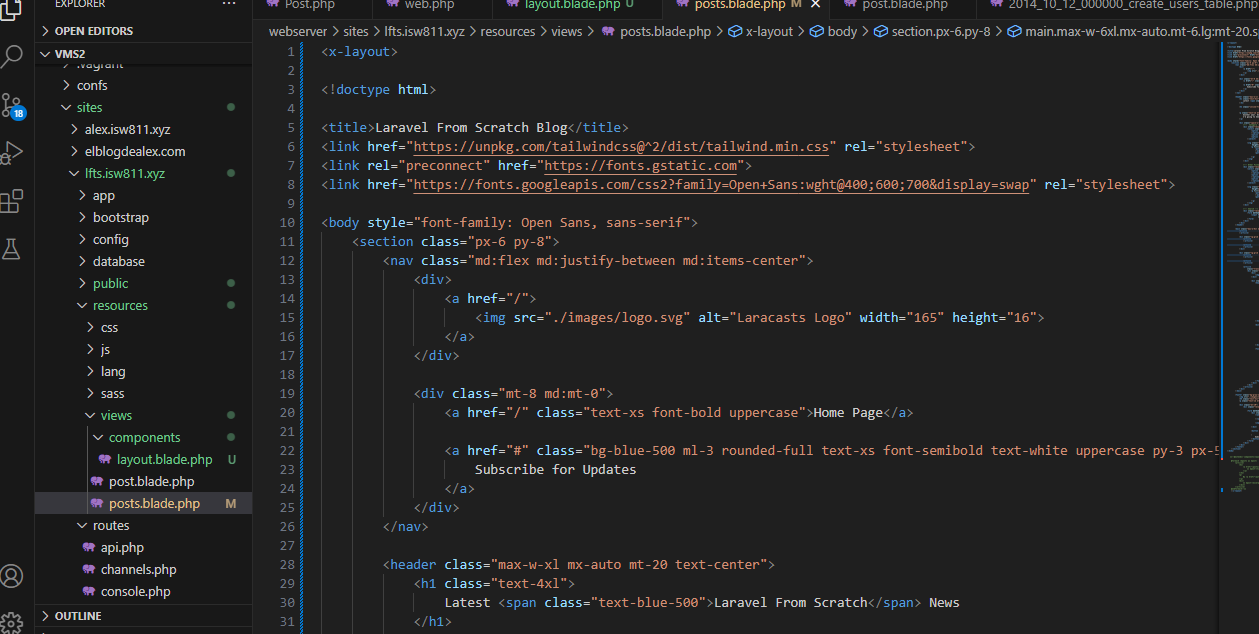 EXPLORER ...
OPEN EDITORS
VMS2
.vagrant
confs
sites
alex.isw811.xyz
elblogdealex.com
lfts.isw811.xyz
app
bootstrap
config
database
public
resources
css
js
lang
sass
views
components
layout.blade.php U
post.blade.php
posts.blade.php M
routes
api.php
channels.php
console.php
OUTLINE
18
Post.php web.php layout.blade.php U posts.blade.php M post.blade.php 2014_10_12_000000_create_users_table.php
webserver > sites > lfts.isw811.xyz > resources > views > posts.blade.php > x-layout > body > section.px-6.py-8 > main.max-w-6xl.mx-auto.mt-6.lg:mt-20.s
1 <x-layout>
2
3 <!doctype html>
4
5 <title>Laravel From Scratch Blog</title>
6 <link href="https://unpkg.com/tailwindcss@^2/dist/tailwind.min.css" rel="stylesheet">
7 <link rel="preconnect" href="https://fonts.gstatic.com">
8 <link href="https://fonts.googleapis.com/css2?family=Open+Sans:wght@400;600;700&display=swap" rel="stylesheet">
9
10 <body style="font-family: Open Sans, sans-serif">
11 <section class="px-6 py-8">
12 <nav class="md:flex md:justify-between md:items-center">
13 <div>
14 <a href="/">
15 <img src="./images/logo.svg" alt="Laracasts Logo" width="165" height="16">
16 </a>
17 </div>
18
19 <div class="mt-8 md:mt-0">
20 <a href="/" class="text-xs font-bold uppercase">Home Page</a>
21
22 <a href="#" class="bg-blue-500 ml-3 rounded-full text-xs font-semibold text-white uppercase py-3 px-5
23 Subscribe for Updates
24 </a>
25 </div>
26 </nav>
27
28 <header class="max-w-xl mx-auto mt-20 text-center">
29 <h1 class="text-4xl">
30 Latest <span class="text-blue-500">Laravel From Scratch</span> News
31 </h1>